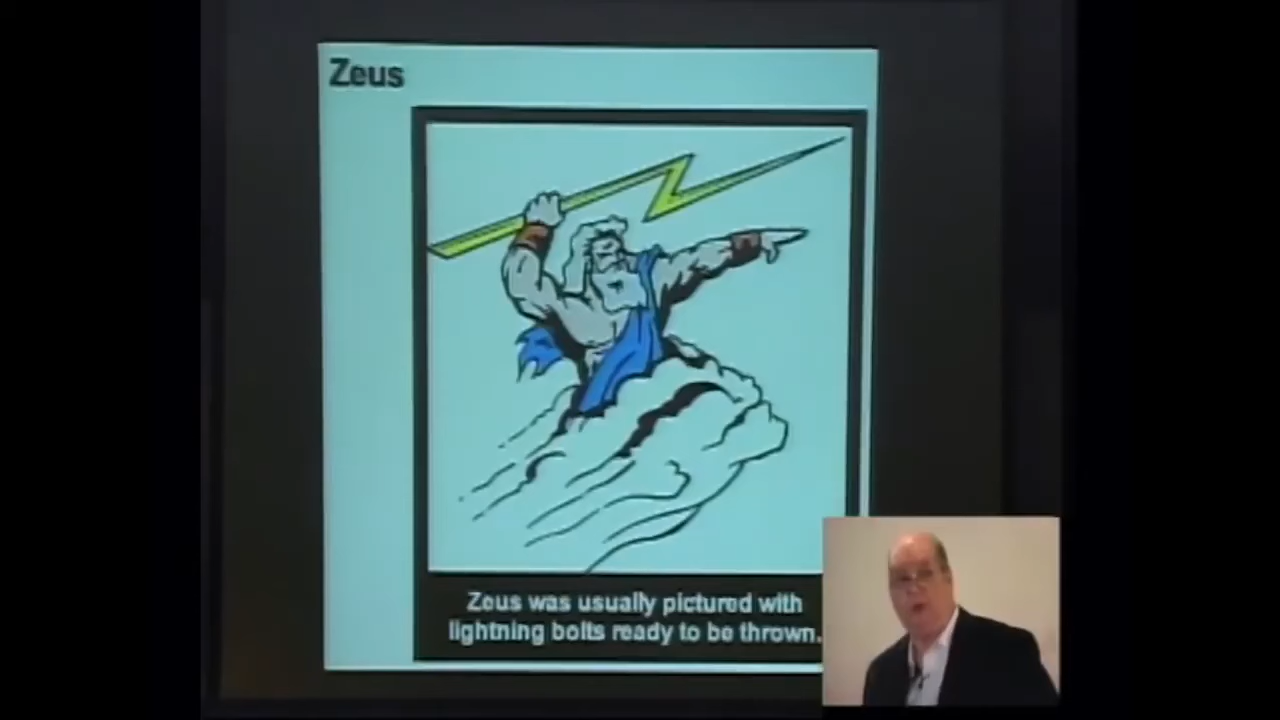 Zeus
Zeus was usually pictured with
lightning bolts ready to be thrown.